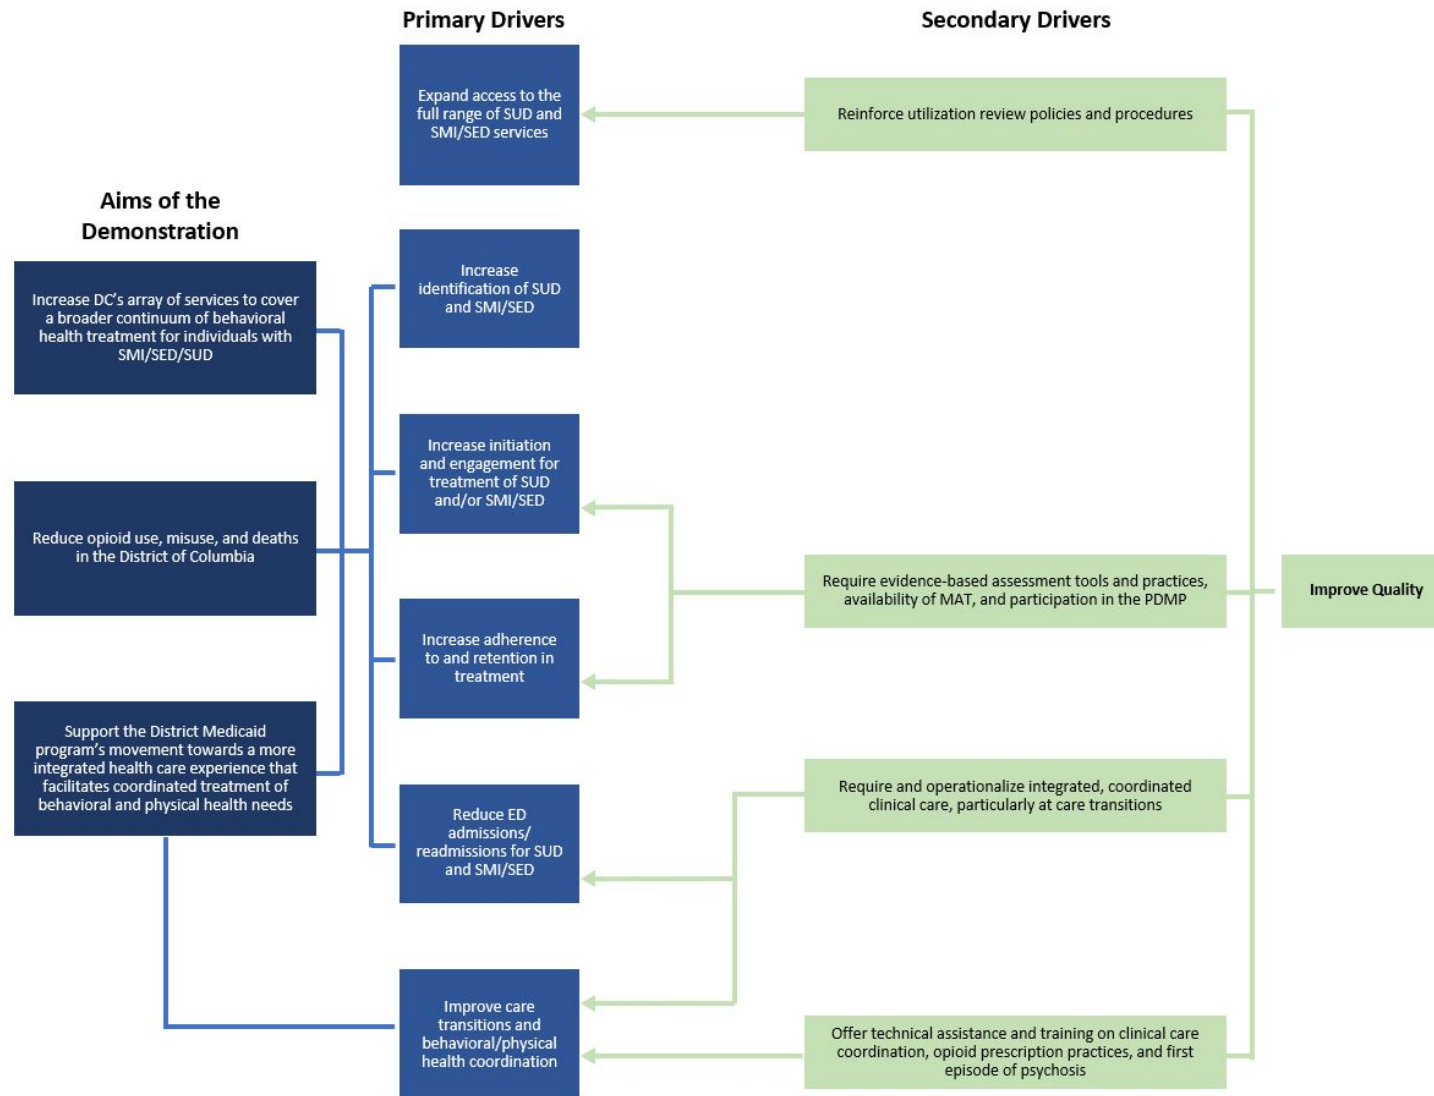 Primary Drivers
Secondary Drivers
Expand access to the
full range of SUD and
SMI/SED services
Reinforce utilization review policies and procedures
Aims of the
Demonstration
Increase DC's array of services to cover
a broader continuum of behavioral
health treatment for individuals with
SMI/SED/SUD
Increase
identification of SUD
and SMI/SED
Increase initiation
and engagement for
treatment of SUD
and/or SMI/SED
Reduce opioid use, misuse, and deaths
in the District of Columbia
Require evidence-based assessment tools and practices,
availability of MAT, and participation in the PDMP
Improve Quality
Increase adherence
to and retention in
treatment
Support the District Medicaid
program's movement towards a more
integrated health care experience that
facilitates coordinated treatment of
behavioral and physical health needs
Reduce ED
admissions/
readmissions for SUD
and SMI/SED
Require and operationalize integrated, coordinated
clinical care, particularly at care transitions
Improve care
transitions and
behavioral/physical
health coordination
Offer technical assistance and training on clinical care
coordination, opioid prescription practices, and first
episode of psychosis